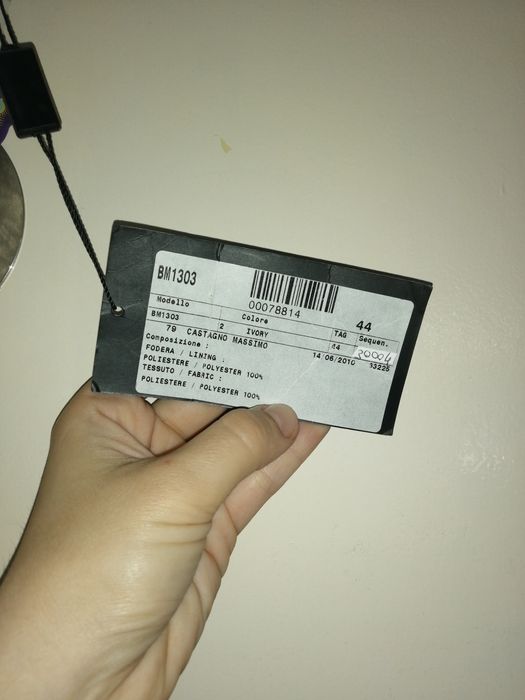 BM1303
00078814
44
Modello Colore TAG Sequen.
BM1303 2 IVORY 44 13225
79 CASTAGNO MASSIMO 14/06/2010
Composizione :
FODERA / LINING :
POLIESTERE / POLYESTER 100%
TESSUTO / FABRIC :
POLIESTERE / POLYESTER 100%